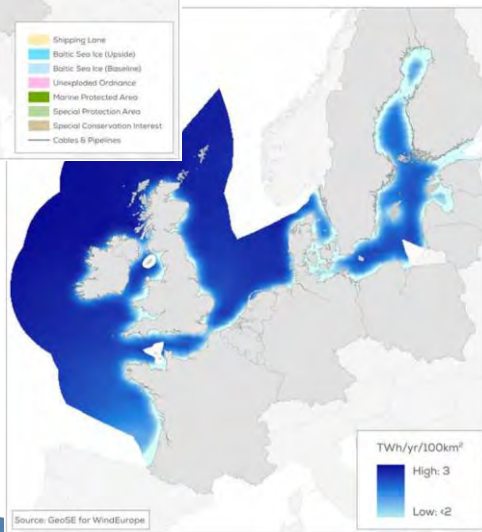 Shipping Lane
Baltic Sea Ice (Upside)
Baltic Sea Ice (Baseline)
Unexploded Ordnance
Marine Protected Area
Special Protection Area
Special Conservation Interest
Cables & Pipelines
TWh/yr/100km²
High: 3
Low: <2
Source: GeoSE for WindEurope